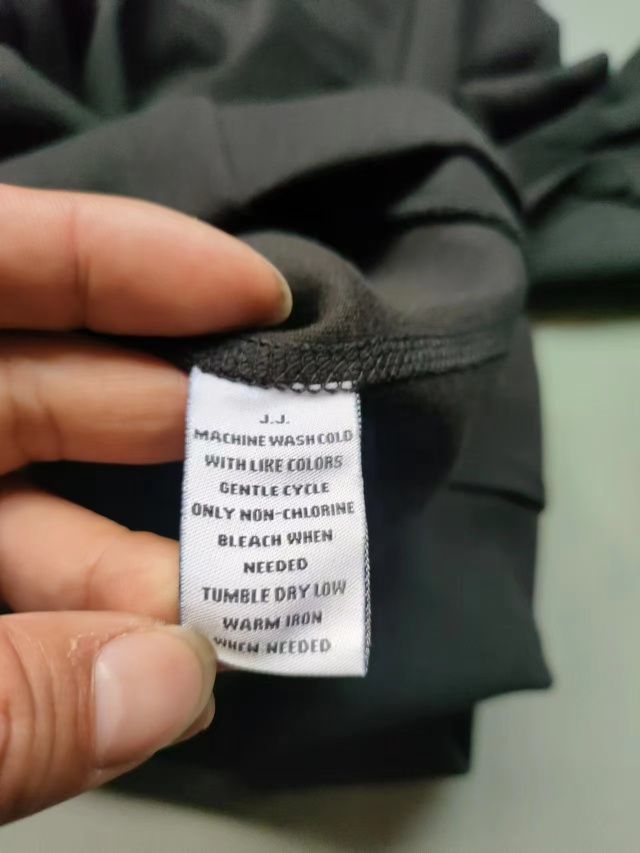 J.J.
MACHINE WASH COLD
WITH LIKE COLORS
GENTLE CYCLE
ONLY NON-CHLORINE
BLEACH WHEN
NEEDED
TUMBLE DRY LOW
WARM IRON
WHEN NEEDED